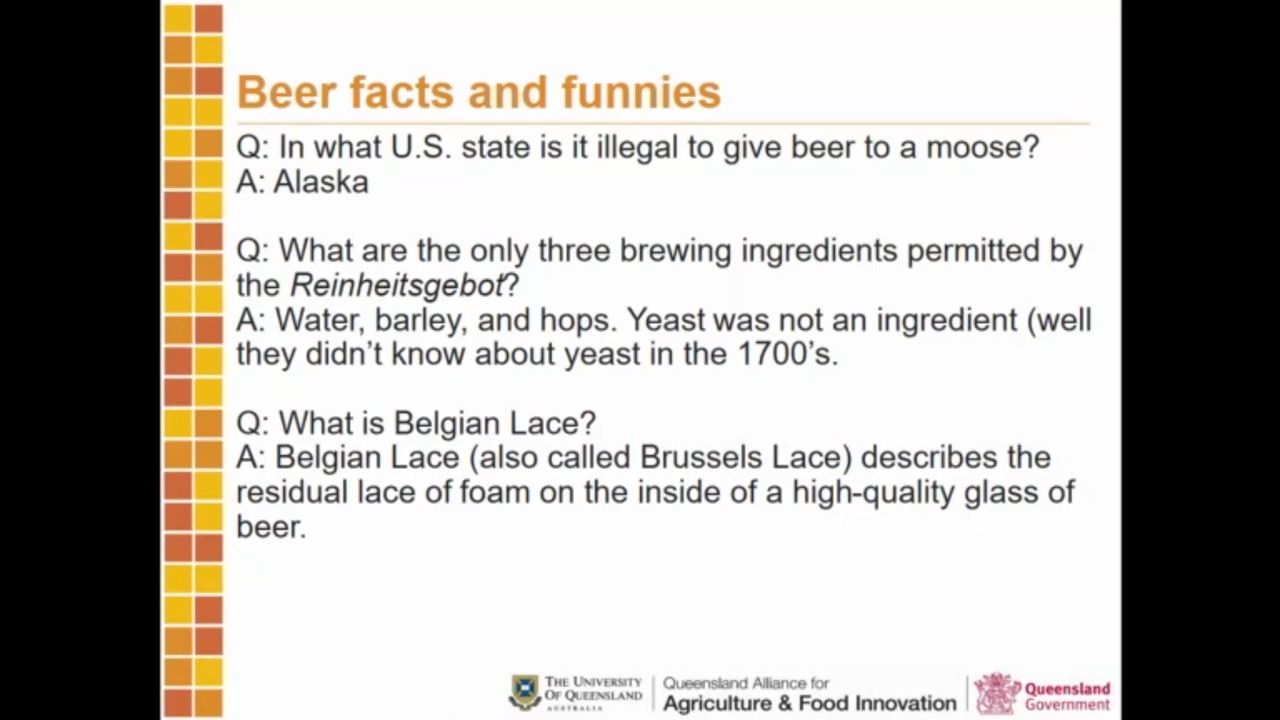 Beer facts and funnies
Q: In what U.S. state is it illegal to give beer to a moose?
A: Alaska
Q: What are the only three brewing ingredients permitted by
the Reinheitsgebot?
A: Water, barley, and hops. Yeast was not an ingredient (well
they didn't know about yeast in the 1700's.
Q: What is Belgian Lace?
A: Belgian Lace (also called Brussels Lace) describes the
residual lace of foam on the inside of a high-quality glass of
beer.
THE UNIVERSITY
OF QUEENSLAND
AUSTRALIA
Queensland Alliance for
Agriculture & Food Innovation
Queensland
Government